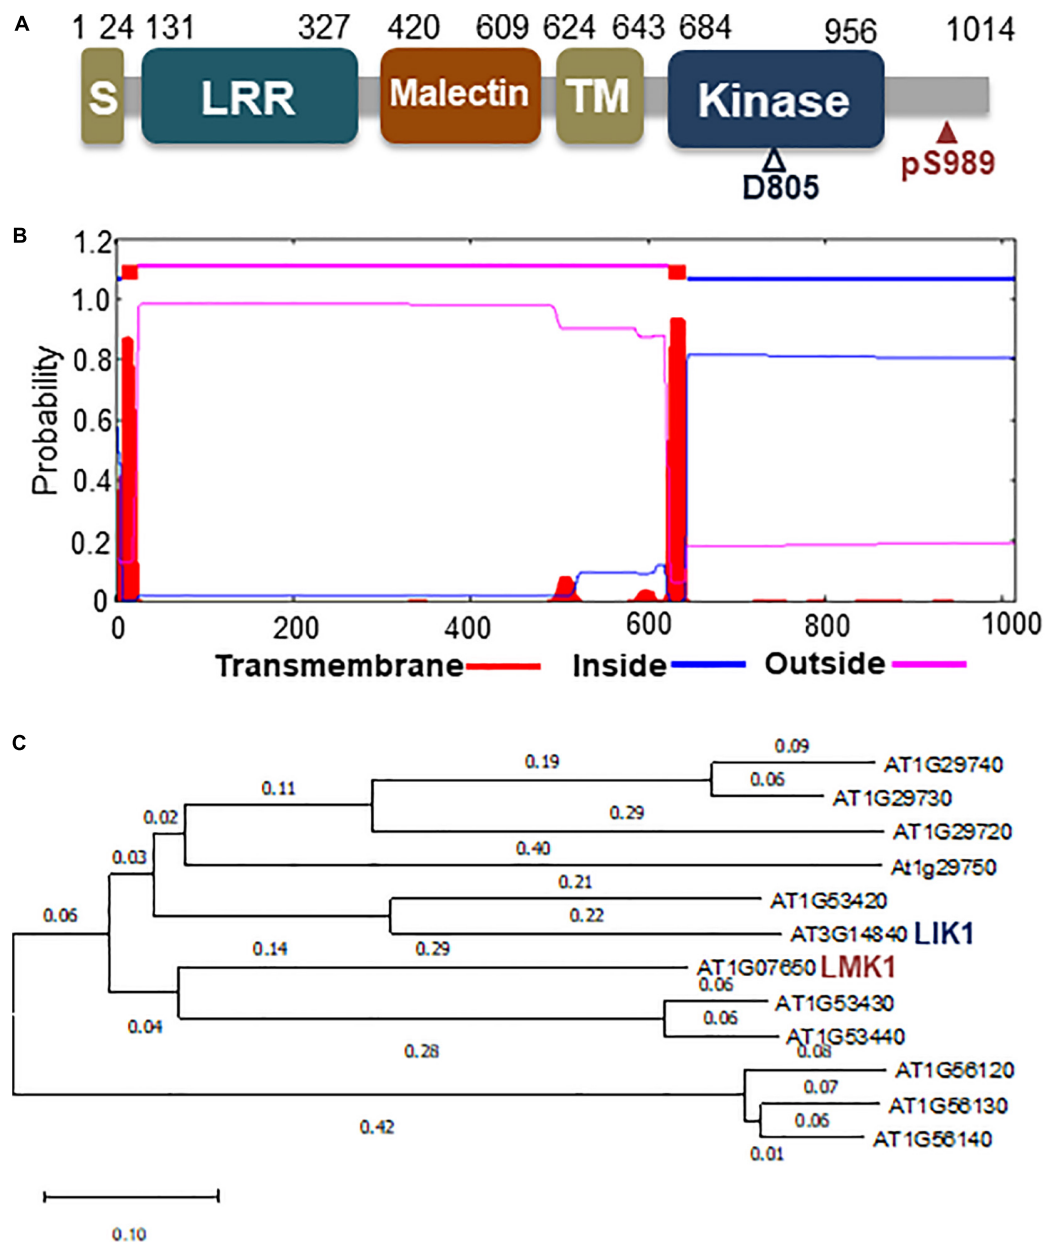 A
1 24 131 327 420 609 624 643 684 956 1014
S LRR Malectin TM Kinase
D805
pS989
B
Probability
1.2
1.0
0.8
0.6
0.4
0.2
0
0 200 400 600 800 1000
Transmembrane Inside Outside
C
0.09
AT1G29740
0.19
0.06
AT1G29730
0.11
0.29
AT1G29720
0.02
0.40
At1g29750
0.03
0.21
AT1G53420
0.22
AT3G14840 LIK1
0.06
0.14
0.29
AT1G07650 LMK1
0.06
AT1G53430
0.06
AT1G53440
0.04
0.28
0.08
AT1G56120
0.07
AT1G56130
0.06
AT1G56140
0.42
0.01
0.10